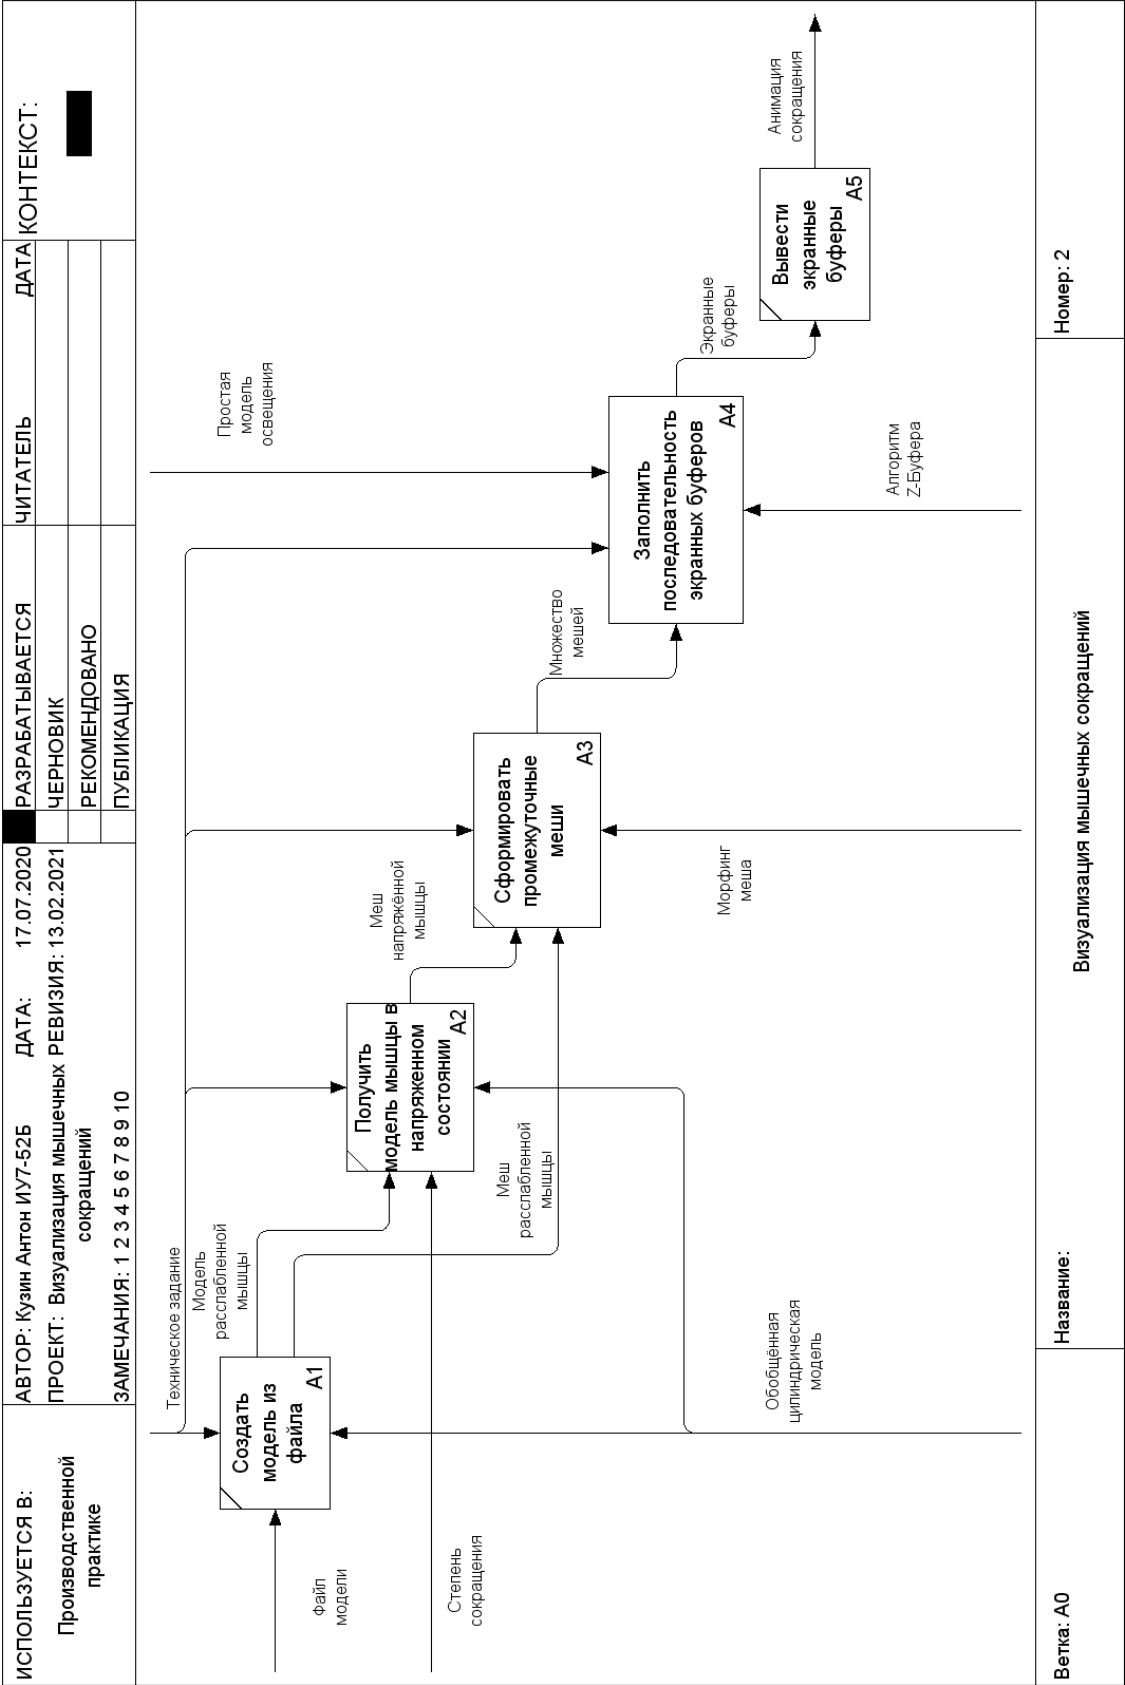 ИСПОЛЬЗУЕТСЯ В:
Производственной
практике
АВТОР: Кузин Антон ИУ7-52Б
ДАТА: 17.07.2020
ПРОЕКТ: Визуализация мышечных
сокращений
РЕВИЗИЯ: 13.02.2021
ЗАМЕЧАНИЯ: 1 2 3 4 5 6 7 8 9 10
РАЗРАБАТЫВАЕТСЯ
ЧЕРНОВИК
РЕКОМЕНДОВАНО
ПУБЛИКАЦИЯ
ЧИТАТЕЛЬ
ДАТА
КОНТЕКСТ:
Техническое задание
Простая
модель
освещения
Файл
модели
Создать
модель из
файла
A1
Модель
расслабленной
мышцы
Степень
сокращения
Получить
модель мышцы в
напряженном
состоянии
A2
Меш
расслабленной
мышцы
Меш
напряжённой
мышцы
Сформировать
промежуточные
меши
A3
Множество
мешей
Заполнить
последовательность
экранных буферов
A4
Экранные
буферы
Вывести
экранные
буферы
A5
Анимация
сокращения
Обобщённая
цилиндрическая
модель
Морфинг
меша
Алгоритм
Z-Буфера
Ветка: A0
Название:
Визуализация мышечных сокращений
Номер: 2